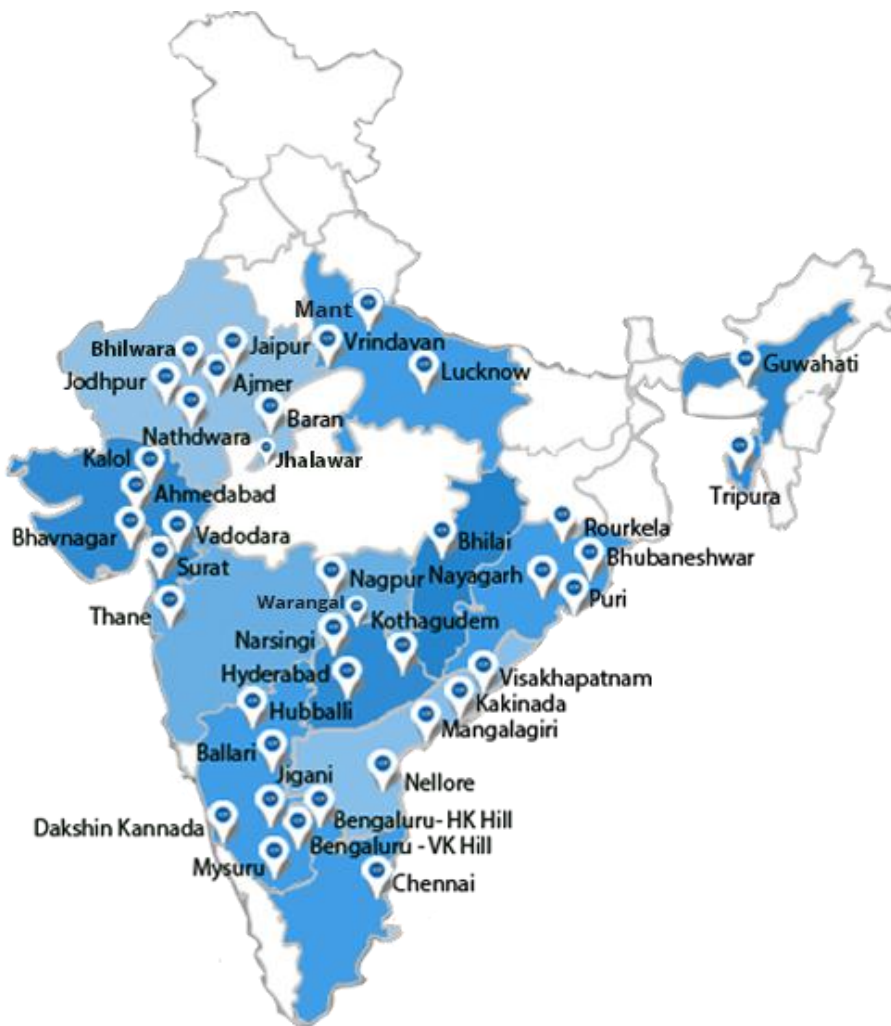 Mant
Vrindavan
Bhilwara
Jaipur
Guwahati
Lucknow
Jodhpur
Ajmer
Baran
Nathdwara
Kalol
Jhalawar
Ahmedabad
Tripura
Bhavnagar
Vadodara
Rourkela
Bhilai
Bhubaneshwar
Surat
Nagpur
Nayagarh
Puri
Warangal
Thane
Kothagudem
Narsingi
Hyderabad
Visakhapatnam
Kakinada
Hubballi
Mangalagiri
Ballari
Jigani
Nellore
Dakshin Kannada
Bengaluru- HK Hill
Bengaluru - VK Hill
Mysuru
Chennai